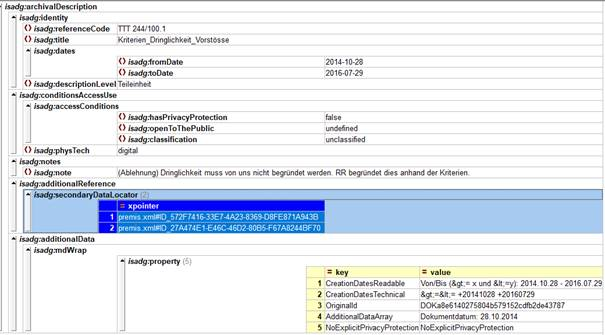 isadg:archivalDescription
isadg:identity
isadg:referenceCode TTT 244/100.1
isadg:title Kriterien_Dringlichkeit_Vorstösse
isadg:dates
isadg:fromDate 2014-10-28
isadg:toDate 2016-07-29
isadg:descriptionLevel Teileinheit
isadg:conditionsAccessUse
isadg:accessConditions
isadg:hasPrivacyProtection false
isadg:openToThePublic undefined
isadg:classification unclassified
isadg:physTech digital
isadg:notes
isadg:note (Ablehnung) Dringlichkeit muss von uns nicht begründet werden. RR begründet dies anhand der Kriterien.
isadg:additionalReference
isadg:secondaryDataLocator (2)
= xpointer
1 premis.xml#ID_572F7416-33E7-4A23-8369-D8FE871A943B
2 premis.xml#ID_27A474E1-E46C-46D2-80B5-F67A8244BF70
isadg:additionalData
isadg:mdWrap
isadg:property (5)
= key = value
1 CreationDatesReadable Von/Bis (&gt;= x und &lt;=y): 2014.10.28 - 2016.07.29
2 CreationDatesTechnical &gt;=&lt;= +20141028 +20160729
3 OriginalId DOKa8e6140275804b579152cdfb2de43787
4 AdditionalDataArray Dokumentdatum: 28.10.2014
5 NoExplicitPrivacyProtection NoExplicitPrivacyProtection